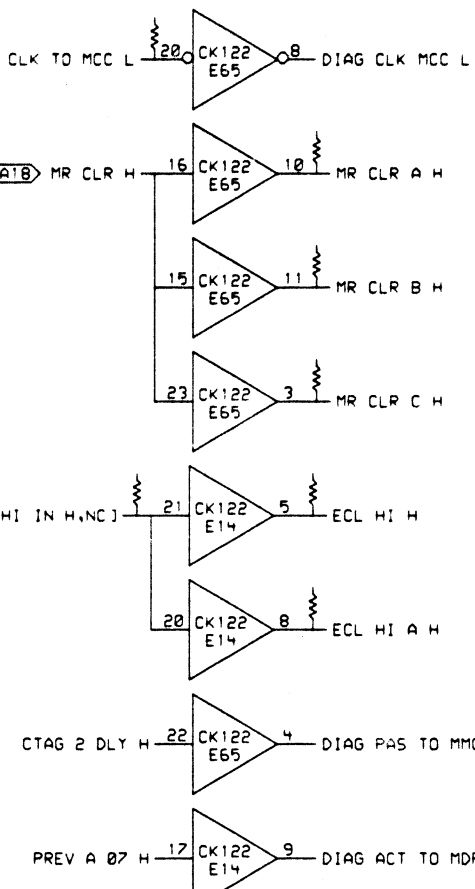 CLK TO MCC L 20 CK122 E65 8 DIAG CLK MCC L
A18 MR CLR H 16 CK122 E65 10 MR CLR A H
15 CK122 E65 11 MR CLR B H
23 CK122 E65 3 MR CLR C H
HI IN H,NC] 21 CK122 E14 5 ECL HI H
20 CK122 E14 8 ECL HI A H
CTAG 2 DLY H 22 CK122 E65 4 DIAG PAS TO
PREV A 07 H 17 CK122 E14 9 DIAG ACT TO